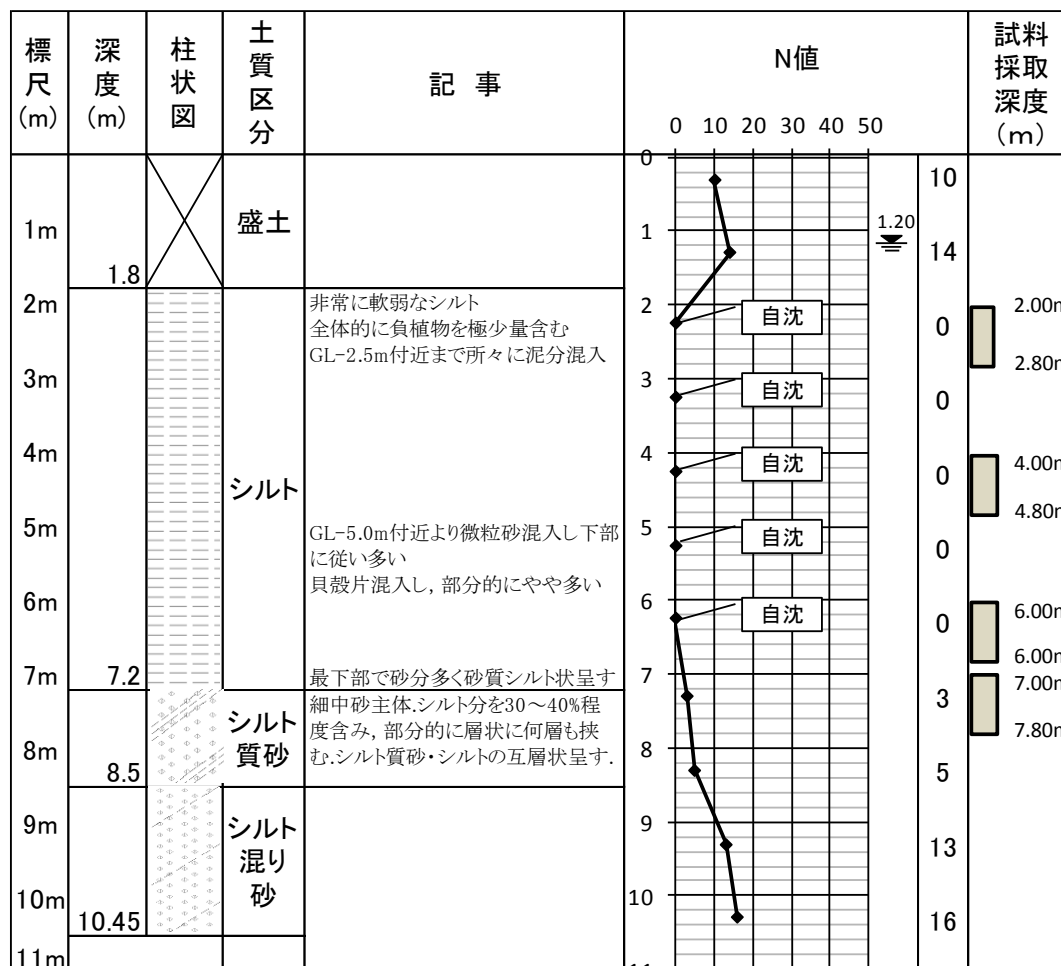 標尺(m)
深度(m)
柱状図
土質区分
記 事
N値
0 10 20 30 40 50
試料採取深度(m)
0
1m
盛土
1.8
1
1.20
10
14
2m
3m
4m
5m
6m
7m
7.2
シルト
非常に軟弱なシルト
全体的に負植物を極少量含む
GL-2.5m付近まで所々に泥分混入
GL-5.0m付近より微粒砂混入し下部
に従い多い
貝殻片混入し,部分的にやや多い
最下部で砂分多く砂質シルト状呈す
2
自沈
0
3
自沈
0
4
自沈
0
5
自沈
0
6
自沈
0
7
3
2.00m
2.80m
4.00m
4.80m
6.00m
6.00m
7.00m
7.80m
8m
8.5
シルト
質砂
細中砂主体.シルト分を30～40%程
度含み,部分的に層状に何層も挟
む.シルト質砂・シルトの互層状呈す.
8
5
9m
10m
10.45
シルト
混り
砂
9
13
10
16
11m
11